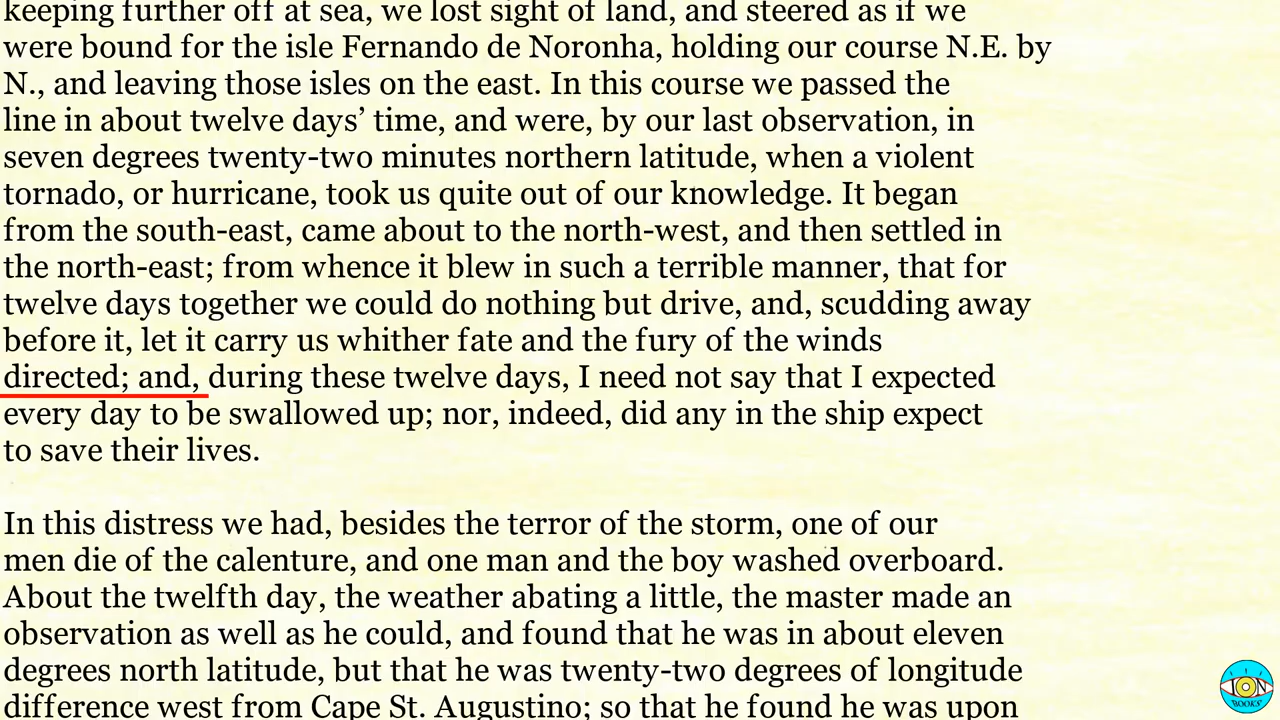 keeping further off at sea, we lost sight of land, and steered as if we
were bound for the isle Fernando de Noronha, holding our course N.E. by
N., and leaving those isles on the east. In this course we passed the
line in about twelve days’ time, and were, by our last observation, in
seven degrees twenty-two minutes northern latitude, when a violent
tornado, or hurricane, took us quite out of our knowledge. It began
from the south-east, came about to the north-west, and then settled in
the north-east; from whence it blew in such a terrible manner, that for
twelve days together we could do nothing but drive, and, scudding away
before it, let it carry us whither fate and the fury of the winds
directed; and, during these twelve days, I need not say that I expected
every day to be swallowed up; nor, indeed, did any in the ship expect
to save their lives.
In this distress we had, besides the terror of the storm, one of our
men die of the calenture, and one man and the boy washed overboard.
About the twelfth day, the weather abating a little, the master made an
observation as well as he could, and found that he was in about eleven
degrees north latitude, but that he was twenty-two degrees of longitude
difference west from Cape St. Augustino; so that he found he was upon
ION
BOOKS